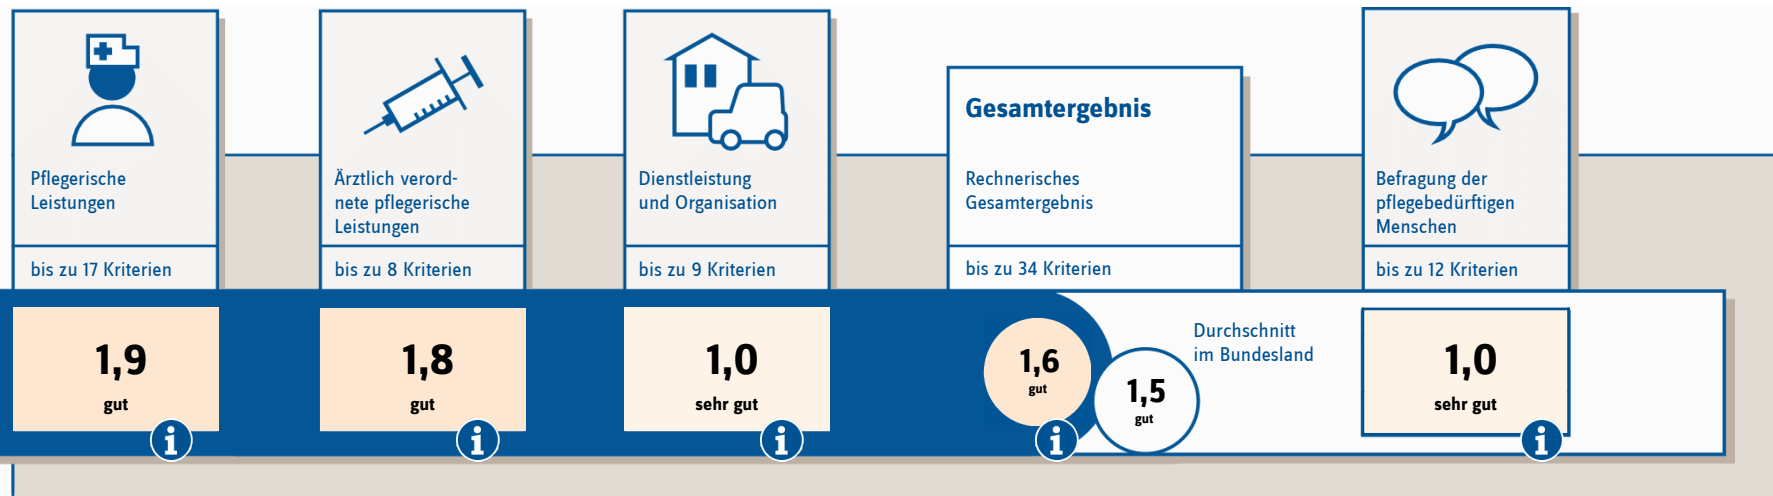 Pflegerische
Leistungen
bis zu 17 Kriterien
1,9
gut
i
Ärztlich verord-
nete pflegerische
Leistungen
bis zu 8 Kriterien
1,8
gut
i
Dienstleistung
und Organisation
bis zu 9 Kriterien
1,0
sehr gut
i
Gesamtergebnis
Rechnerisches
Gesamtergebnis
bis zu 34 Kriterien
1,6
gut
i
Durchschnitt
im Bundesland
1,5
gut
Befragung der
pflegebedürftigen
Menschen
bis zu 12 Kriterien
1,0
sehr gut
i